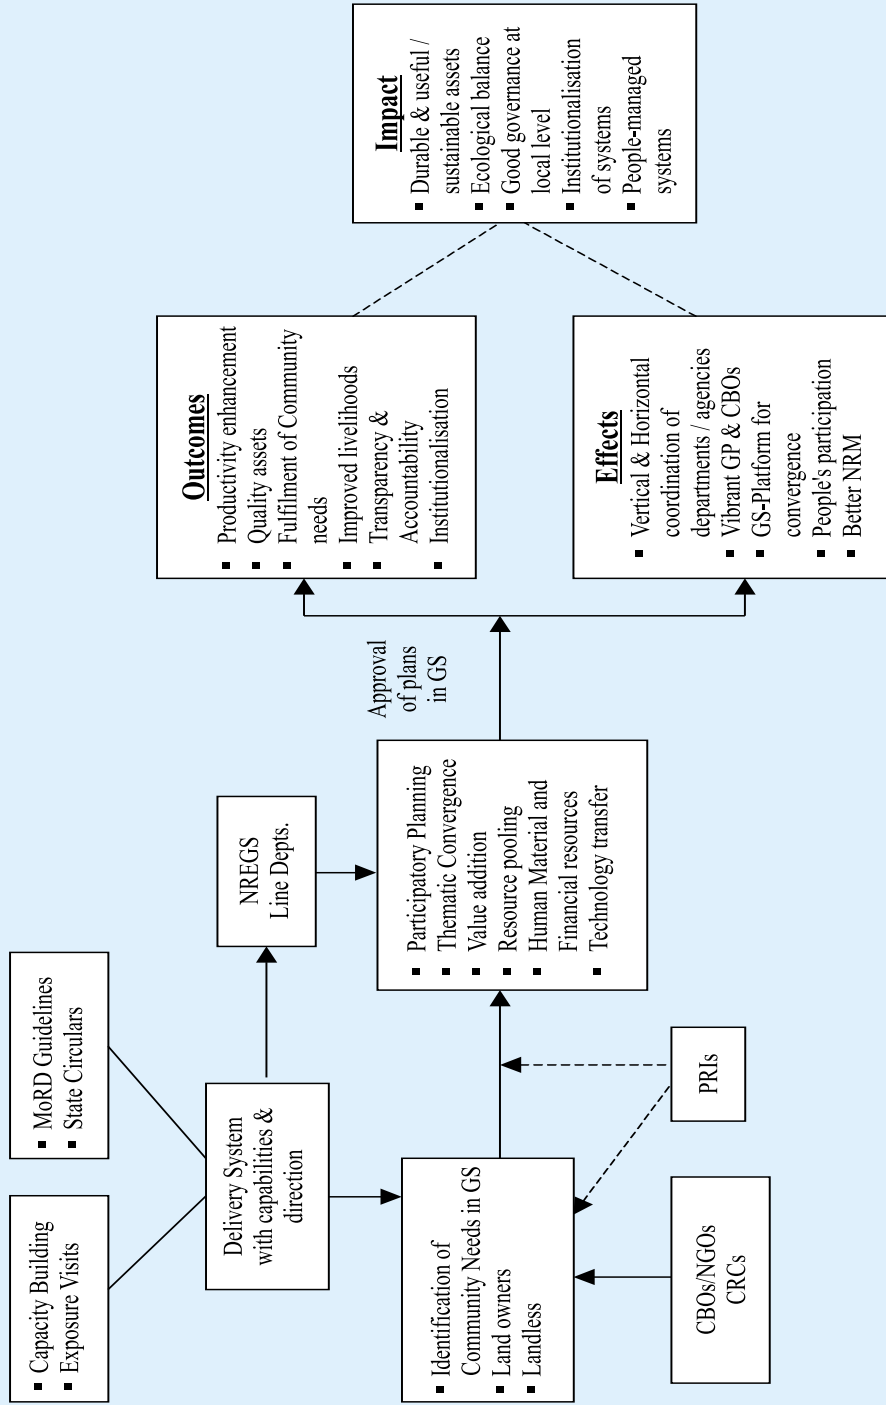 Capacity Building
Exposure Visits
MoRD Guidelines
State Circulars
Delivery System
with capabilities &
direction
NREGS
Line Depts.
Identification of
Community Needs in GS
Land owners
Landless
CBOs/NGOs
CRCs
PRIs
Participatory Planning
Thematic Convergence
Value addition
Resource pooling
Human Material and
Financial resources
Technology transfer
Approval
of plans
in GS
Outcomes
Productivity enhancement
Quality assets
Fulfilment of Community
needs
Improved livelihoods
Transparency &
Accountability
Institutionalisation
Effects
Vertical & Horizontal
coordination of
departments / agencies
Vibrant GP & CBOs
GS-Platform for
convergence
People's participation
Better NRM
Impact
Durable & useful /
sustainable assets
Ecological balance
Good governance at
local level
Institutionalisation
of systems
People-managed
systems